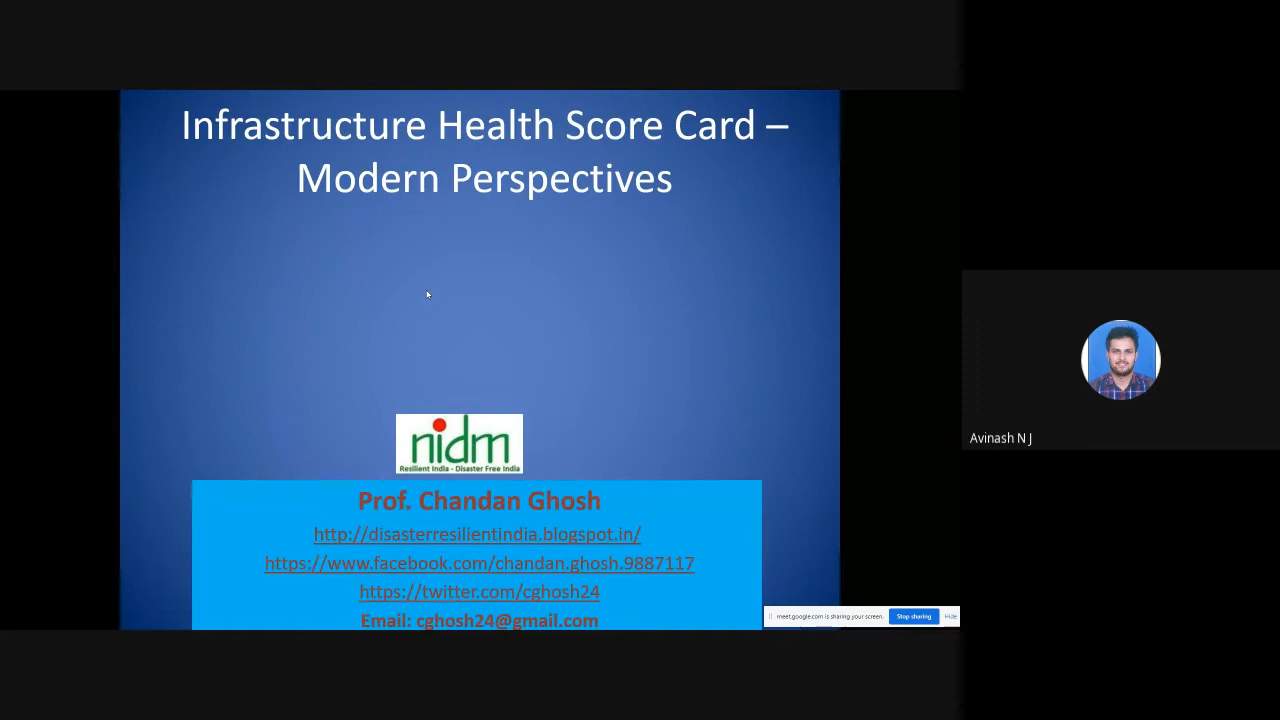 Infrastructure Health Score Card –
Modern Perspectives
nidm
Resilient India - Disaster Free India
Prof. Chandan Ghosh
http://disasterresilientindia.blogspot.in/
https://www.facebook.com/chandan.ghosh.9887117
https://twitter.com/cghosh24
Email: cghosh24@gmail.com
meet.google.com is sharing your screen.
Stop sharing
Hide
Avinash N J